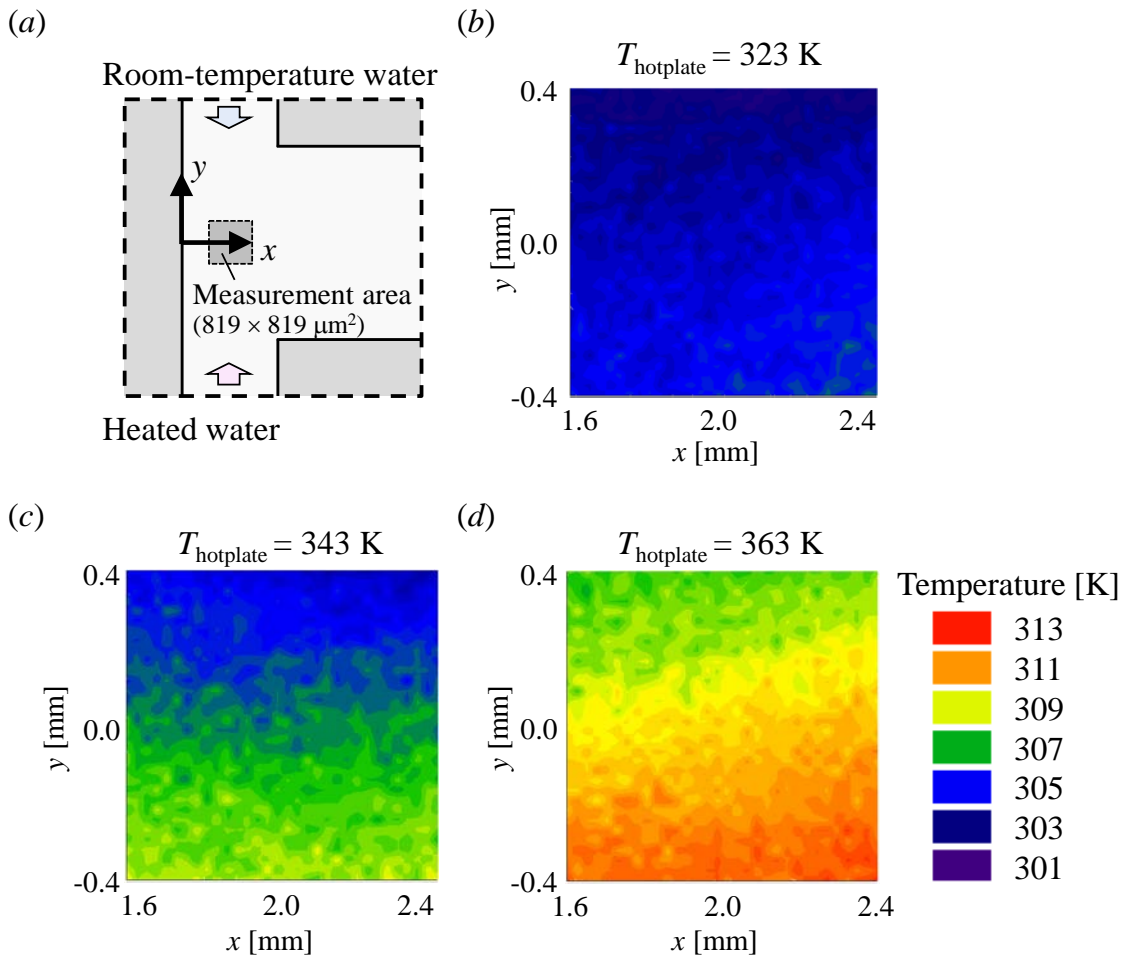 (a)
Room-temperature water
y
x
Measurement area
(819 × 819 μm²)
Heated water
(b)
T_hotplate = 323 K
0.4
0.0
-0.4
y [mm]
1.6 2.0 2.4
x [mm]
(c)
T_hotplate = 343 K
0.4
0.0
-0.4
y [mm]
1.6 2.0 2.4
x [mm]
(d)
T_hotplate = 363 K
0.4
0.0
-0.4
y [mm]
1.6 2.0 2.4
x [mm]
Temperature [K]
313
311
309
307
305
303
301